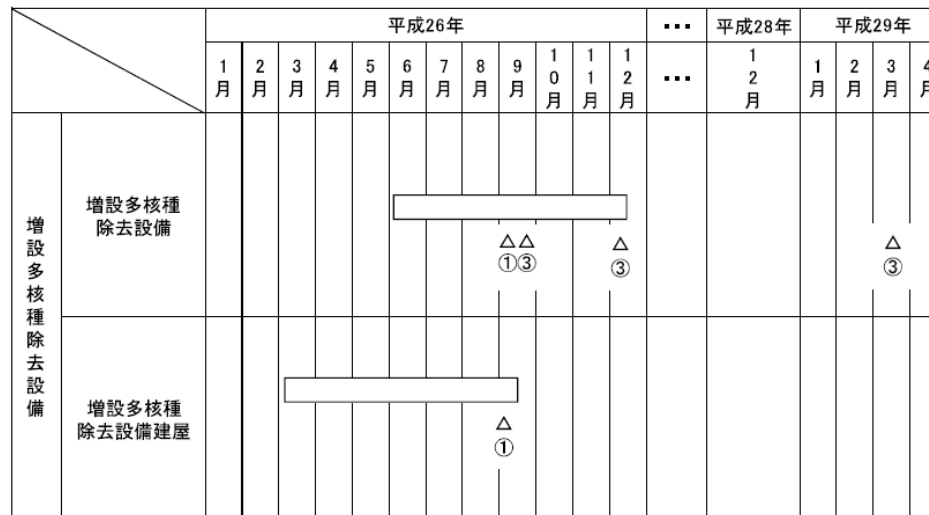 平成26年 ・・・ 平成28年 平成29年
1月 2月 3月 4月 5月 6月 7月 8月 9月 10月 11月 12月 ・・・ 12月 1月 2月 3月 4月
増設多核種除去設備
増設多核種
除去設備
△ △ △ △
① ③ ③ ③
増設多核種
除去設備建屋
△
①